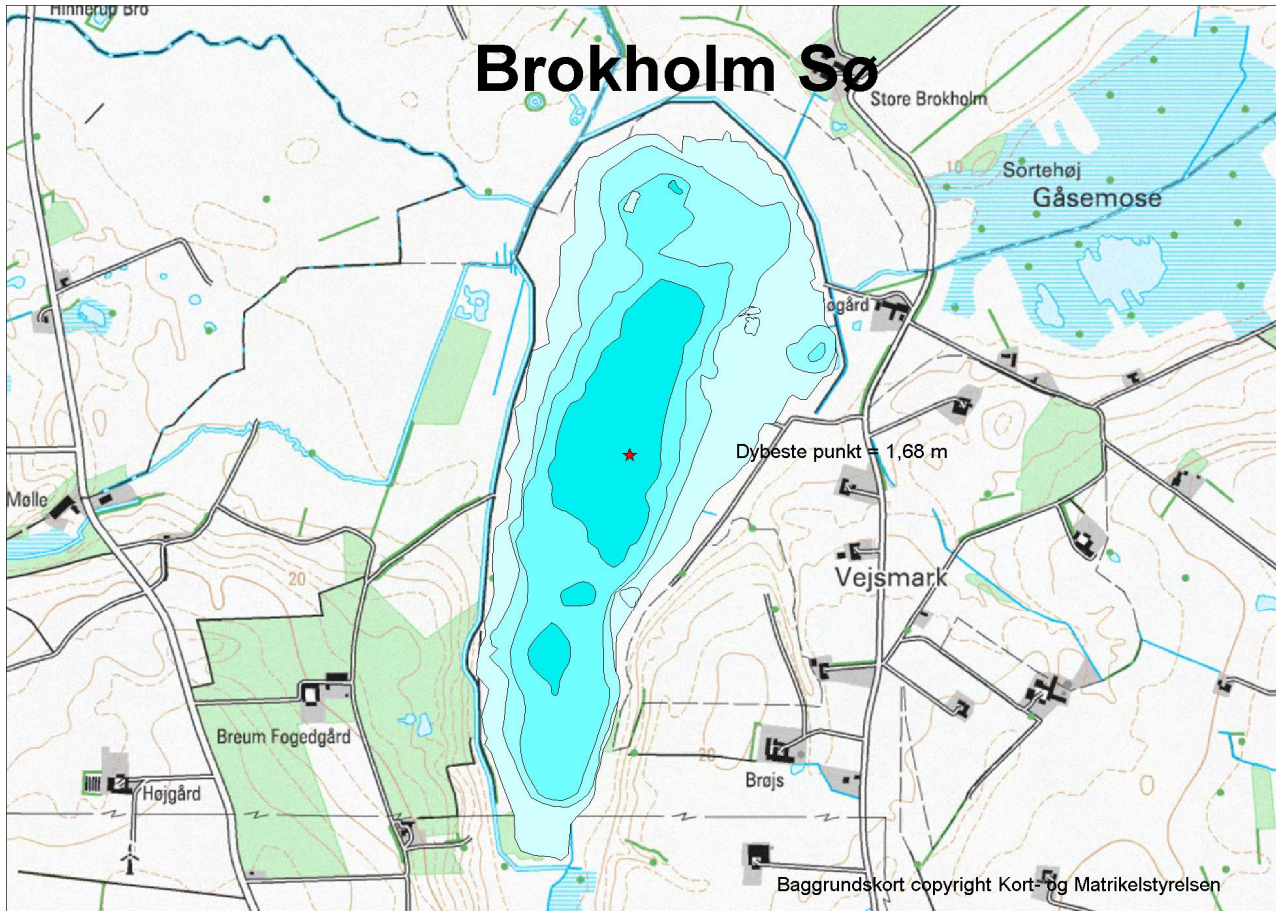 Hinnerup Bro
Brokholm Sø
Store Brokholm
10
Sortehøj
Gåsemose
øgård
Dybeste punkt = 1,68 m
Mølle
20
Vejsmark
Breum Fogedgård
20
Brøjs
Højgård
Baggrundskort copyright Kort- og Matrikelstyrelsen